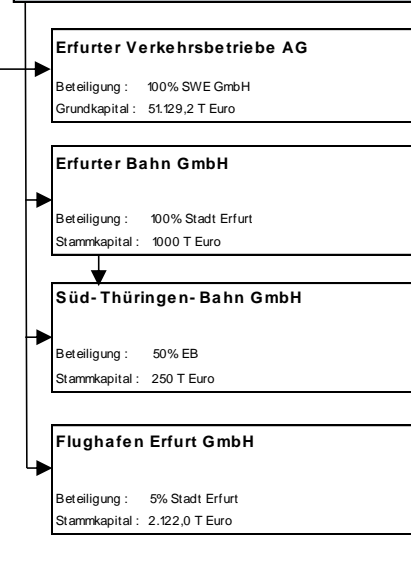 Erfurter Verkehrsbetriebe AG
Beteiligung : 100% SWE GmbH
Grundkapital : 51.129,2 T Euro
Erfurter Bahn GmbH
Beteiligung : 100% Stadt Erfurt
Stammkapital : 1000 T Euro
Süd-Thüringen-Bahn GmbH
Beteiligung : 50% EB
Stammkapital : 250 T Euro
Flughafen Erfurt GmbH
Beteiligung : 5% Stadt Erfurt
Stammkapital : 2.122,0 T Euro